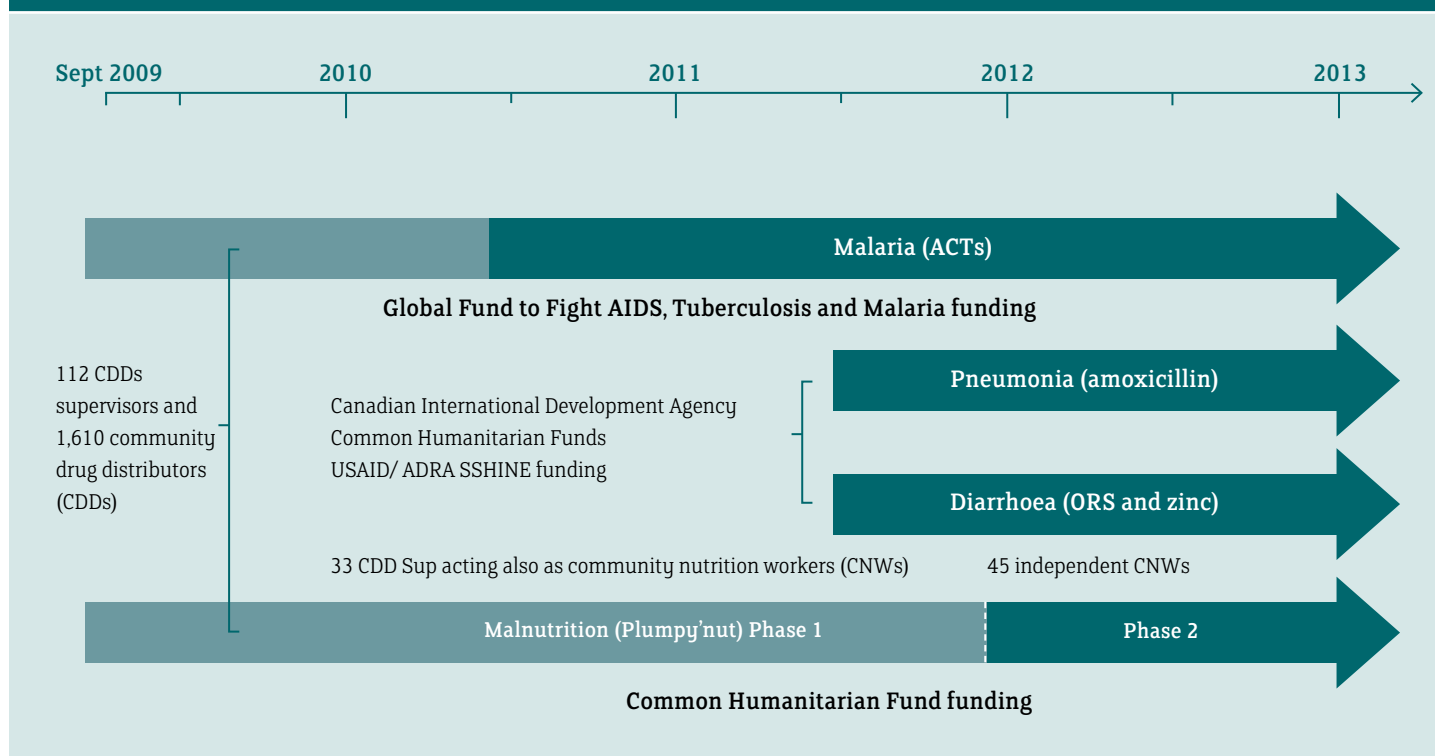 Sept 2009
2010
2011
2012
2013
Malaria (ACTs)
Global Fund to Fight AIDS, Tuberculosis and Malaria funding
112 CDDs
supervisors and
1,610 community
drug distributors
(CDDs)
Canadian International Development Agency
Common Humanitarian Funds
USAID/ ADRA SSHINE funding
Pneumonia (amoxicillin)
Diarrhoea (ORS and zinc)
33 CDD Sup acting also as community nutrition workers (CNWs)
45 independent CNWs
Malnutrition (Plumpy’nut) Phase 1
Phase 2
Common Humanitarian Fund funding